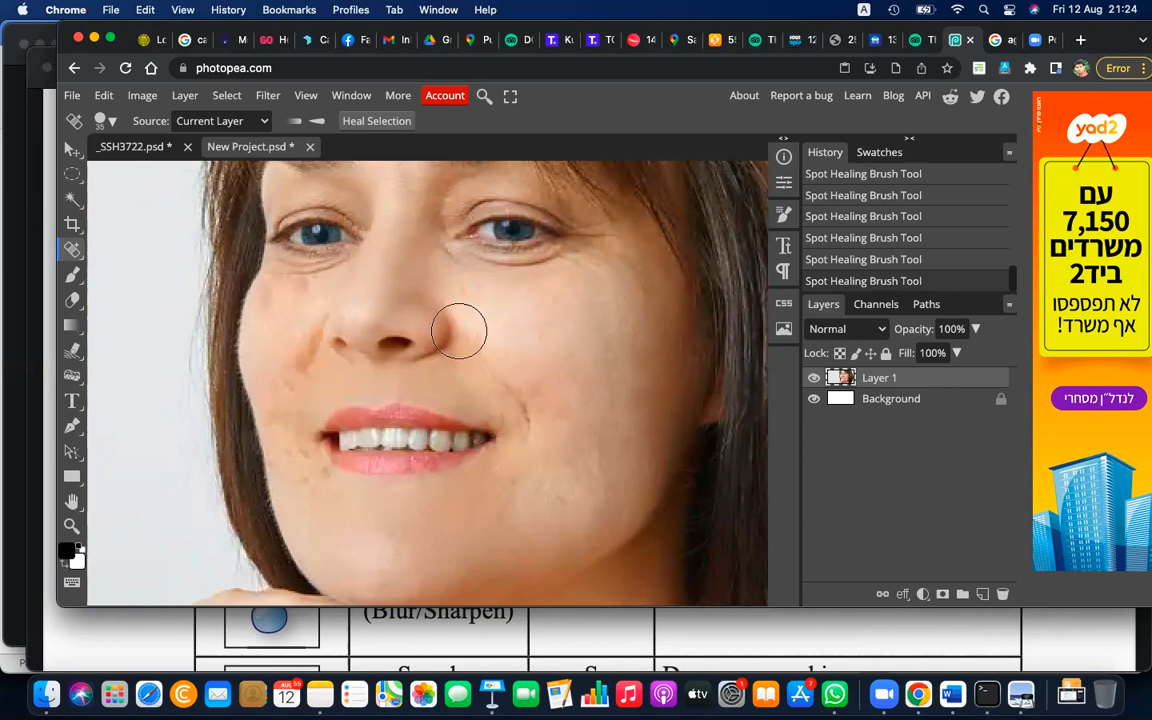 Chrome File Edit View History Bookmarks Profiles Tab Window Help A Fri 12 Aug 21:24
photopea.com Error
File Edit Image Layer Select Filter View Window More Account About Report a bug Learn Blog API
35 Source: Current Layer Heal Selection
_SSH3722.psd * New Project.psd *
History Swatches
Spot Healing Brush Tool
Spot Healing Brush Tool
Spot Healing Brush Tool
Spot Healing Brush Tool
Spot Healing Brush Tool
Spot Healing Brush Tool
CSS
Layers Channels Paths
Normal Opacity: 100%
Lock: Fill: 100%
Layer 1
Background
eff
yad2
עם
7,150
משרדים
ביד2
לא תפספסו
אף משרד!
לנדל״ן מסחרי
(Blur/Sharpen)
12
tv